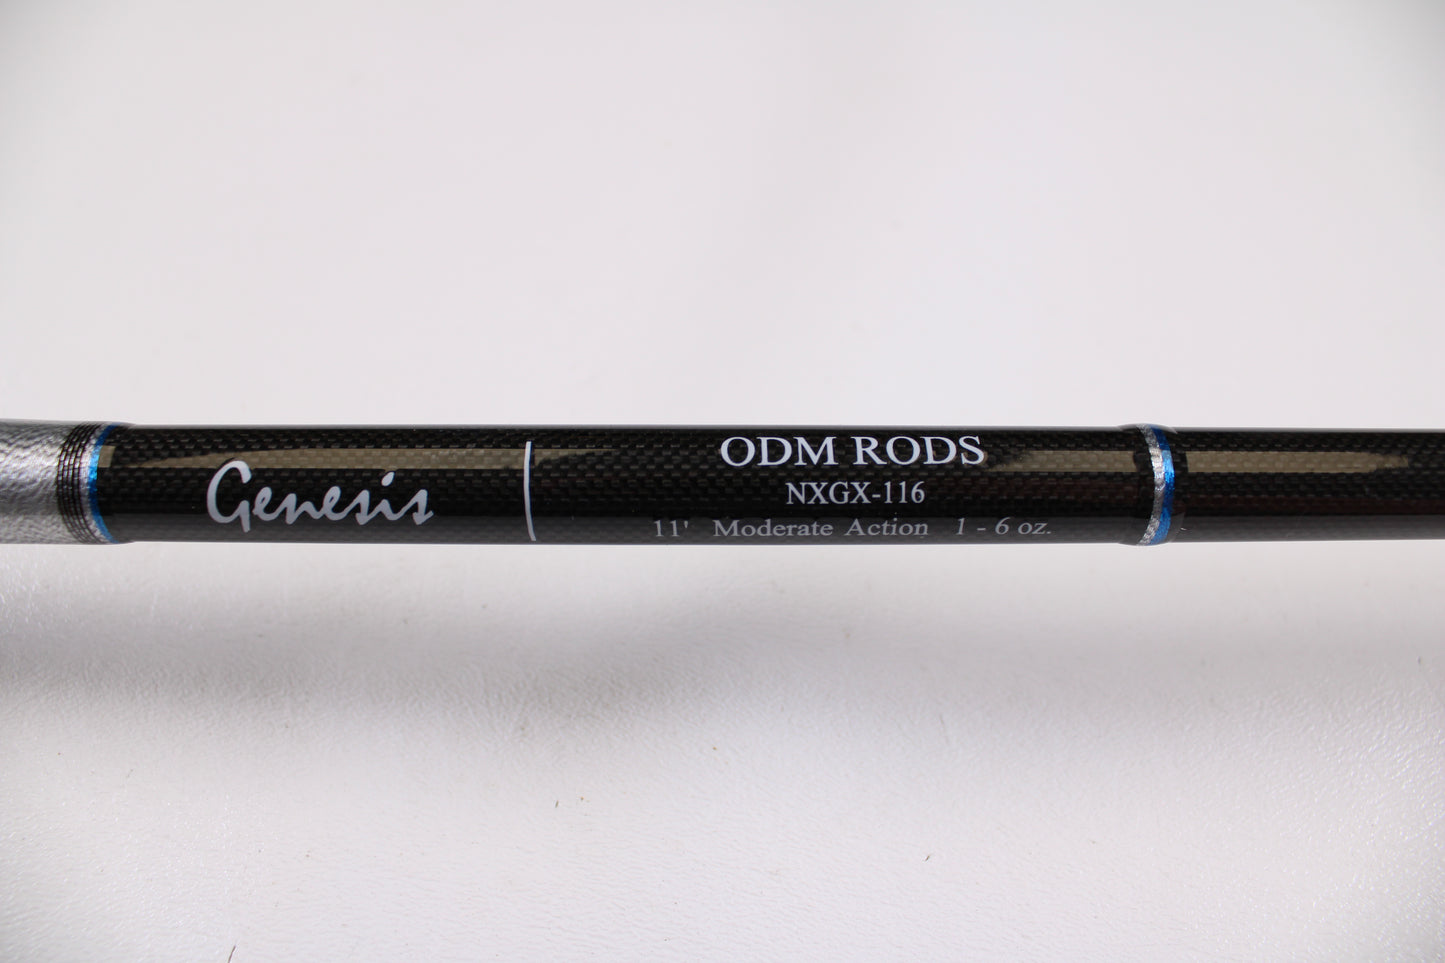 Genesis
ODM RODS
NXGX-116
11' Moderate Action 1 - 6 oz.